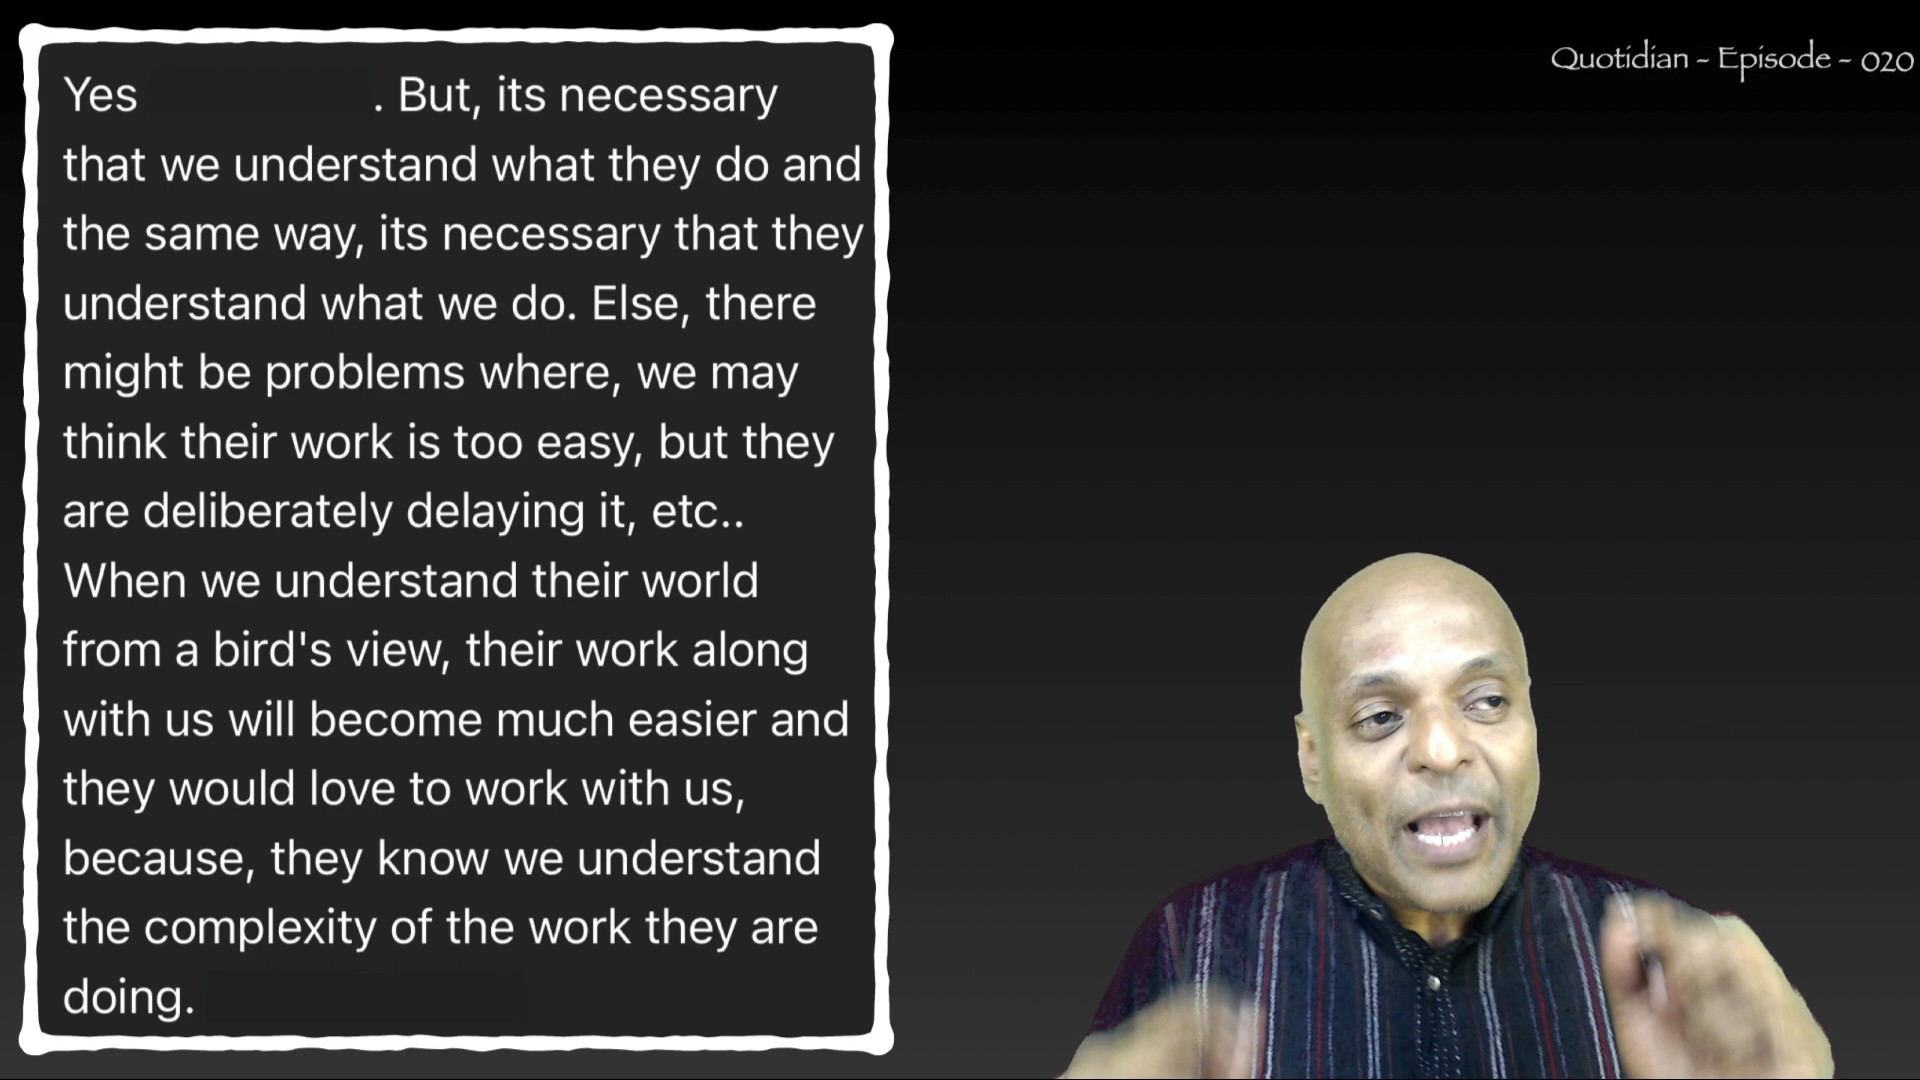 Quotidian - Episode - 020
Yes . But, its necessary
that we understand what they do and
the same way, its necessary that they
understand what we do. Else, there
might be problems where, we may
think their work is too easy, but they
are deliberately delaying it, etc..
When we understand their world
from a bird's view, their work along
with us will become much easier and
they would love to work with us,
because, they know we understand
the complexity of the work they are
doing.